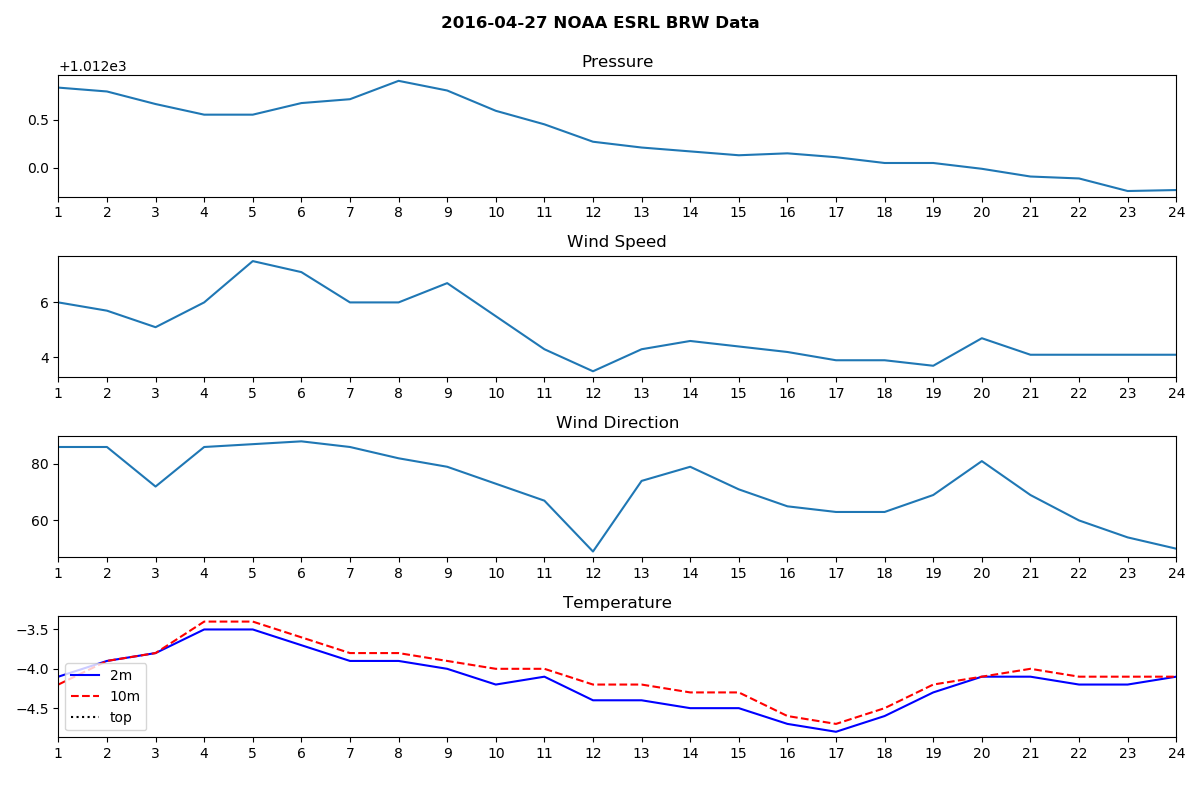 2016-04-27 NOAA ESRL BRW Data
Pressure
+1.012e3
0.5
0.0
1 2 3 4 5 6 7 8 9 10 11 12 13 14 15 16 17 18 19 20 21 22 23 24
Wind Speed
6
4
1 2 3 4 5 6 7 8 9 10 11 12 13 14 15 16 17 18 19 20 21 22 23 24
Wind Direction
80
60
1 2 3 4 5 6 7 8 9 10 11 12 13 14 15 16 17 18 19 20 21 22 23 24
Temperature
−3.5
−4.0
−4.5
2m
10m
top
1 2 3 4 5 6 7 8 9 10 11 12 13 14 15 16 17 18 19 20 21 22 23 24